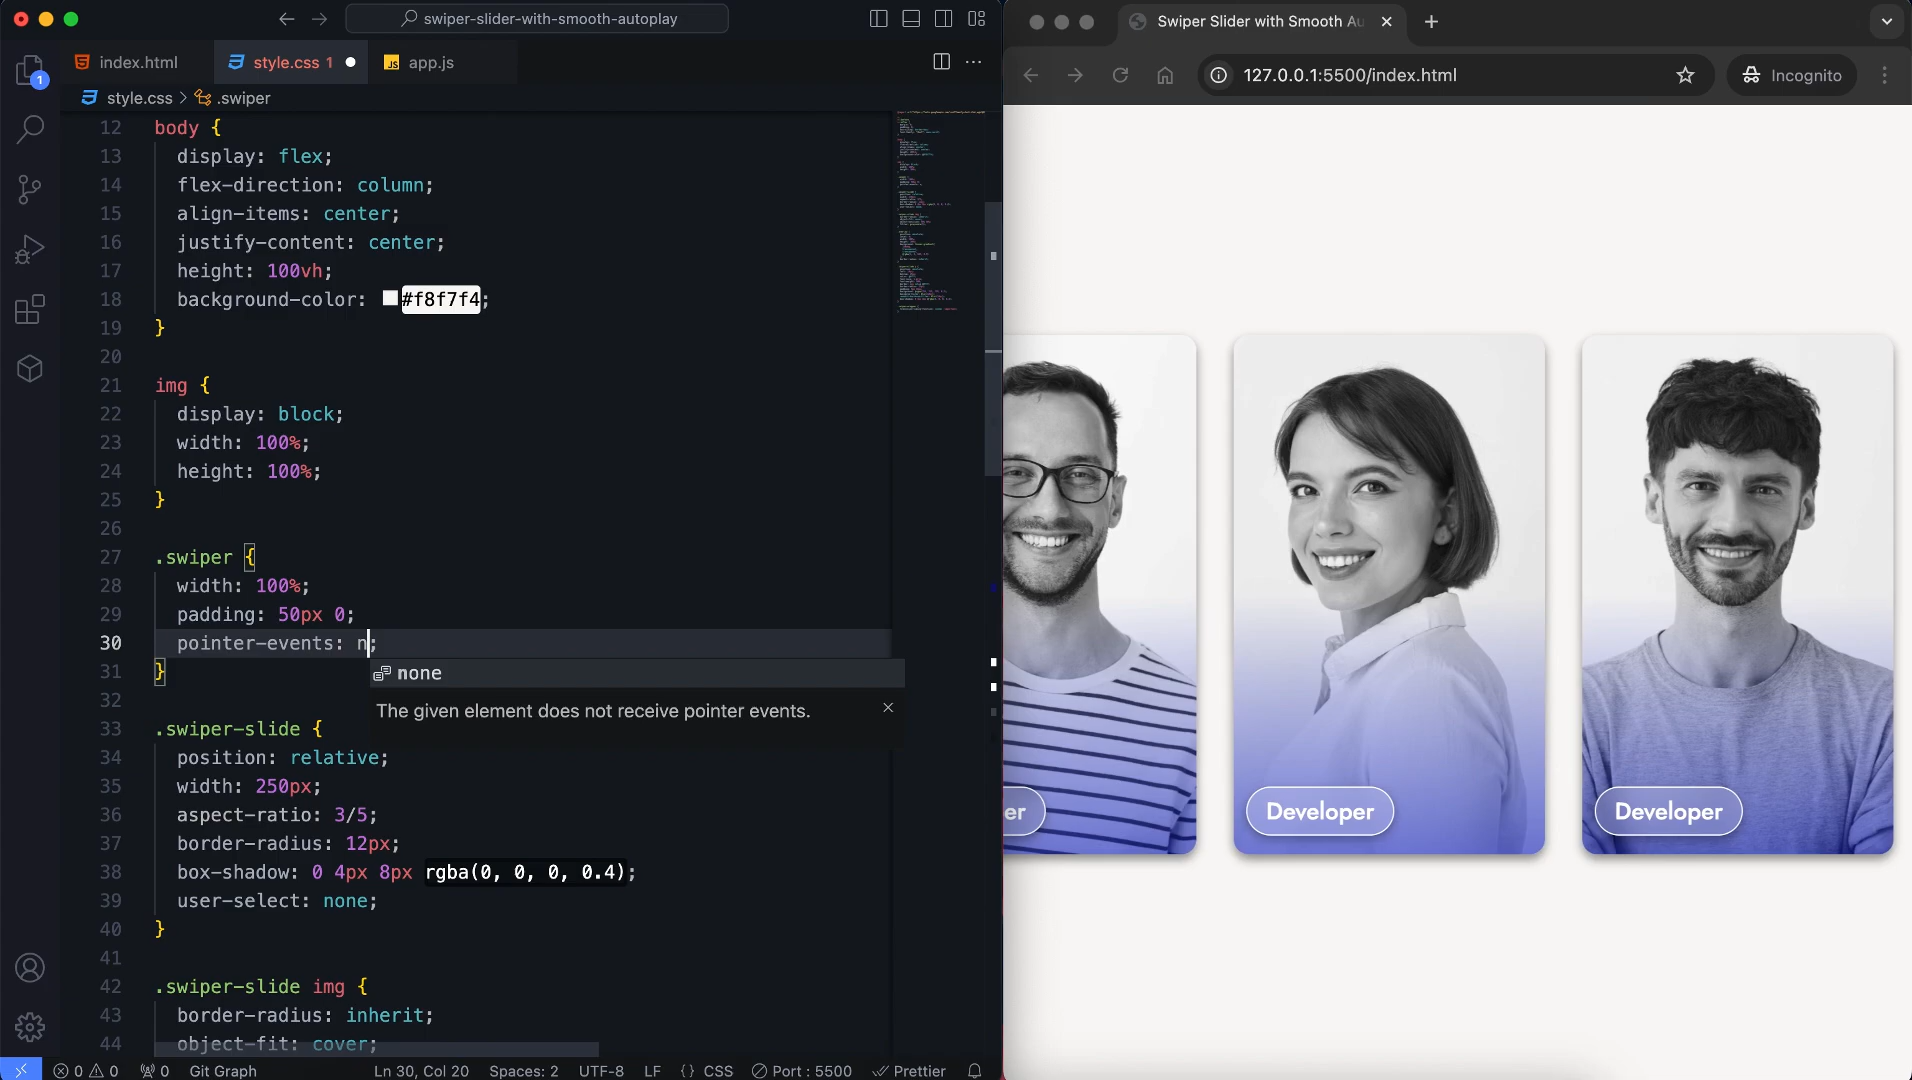 swiper-slider-with-smooth-autoplay
index.html
style.css 1
JS app.js
style.css > .swiper
12 body {
13 display: flex;
14 flex-direction: column;
15 align-items: center;
16 justify-content: center;
17 height: 100vh;
18 background-color: #f8f7f4;
19 }
20
21 img {
22 display: block;
23 width: 100%;
24 height: 100%;
25 }
26
27 .swiper {
28 width: 100%;
29 padding: 50px 0;
30 pointer-events: n;
31 }
none
The given element does not receive pointer events.
32
33 .swiper-slide {
34 position: relative;
35 width: 250px;
36 aspect-ratio: 3/5;
37 border-radius: 12px;
38 box-shadow: 0 4px 8px rgba(0, 0, 0, 0.4);
39 user-select: none;
40 }
41
42 .swiper-slide img {
43 border-radius: inherit;
44 object-fit: cover;
1
0 0 0 Git Graph Ln 30, Col 20 Spaces: 2 UTF-8 LF {} CSS Port : 5500 Prettier
Swiper Slider with Smooth Au
127.0.0.1:5500/index.html
Incognito
er
Developer
Developer